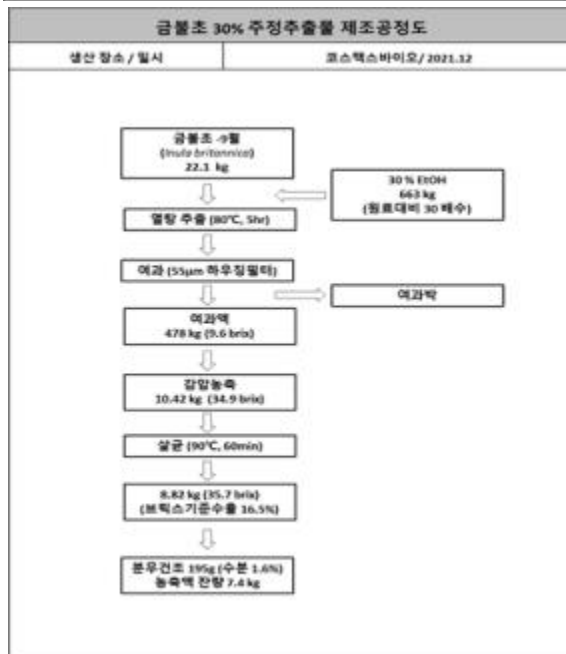 금불초 30% 주정추출물 제조공정도
생산 장소 / 일시
코스맥스바이오/ 2021.12
금불초 -9월
(Inula britannica)
22.1 kg
30 % EtOH
663 kg
(원료대비 30 배수)
열탕 추출 (80℃, 5hr)
여과 (55μm 하우징필터)
여과박
여과액
478 kg (9.6 brix)
감압농축
10.42 kg (34.9 brix)
살균 (90℃, 60min)
8.82 kg (35.7 brix)
(브릭스기준수율 16.5%)
분무건조 195g (수분 1.6%)
농축액 잔량 7.4 kg